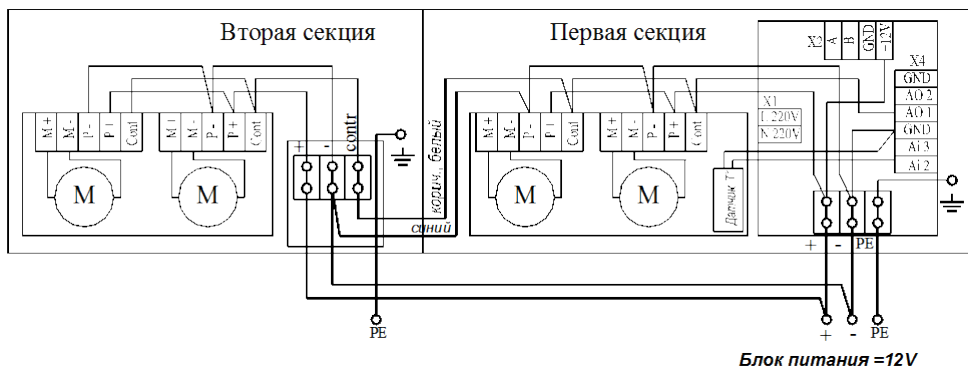 Вторая секция
Первая секция
X2
A
B
GND
+12V
X4
GND
AO 2
AO 1
GND
Ai 3
Ai 2
X1
L 220V
N 220V
M +
M -
P -
P +
Cont
M +
M -
P -
P +
Cont
M
M
+
-
contr
корич., белый
синий
M +
M -
P -
P +
Cont
M +
M -
P -
P +
Cont
M
M
Датчик Т°
+
-
PE
PE
+
-
PE
Блок питания =12V